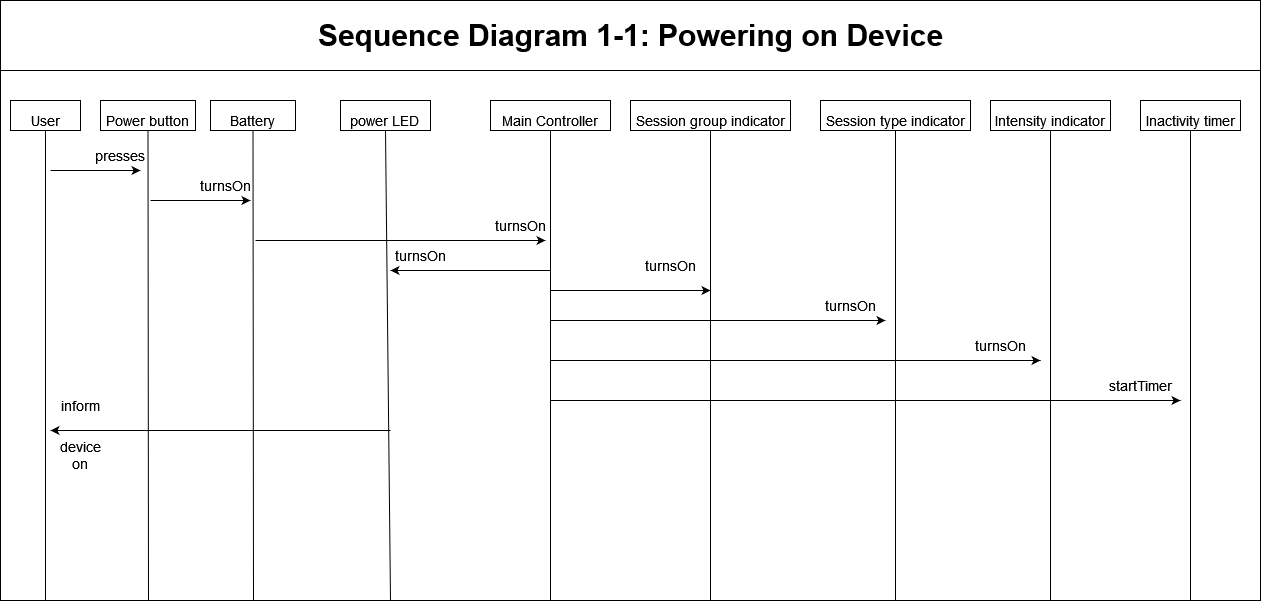 Sequence Diagram 1-1: Powering on Device
User
Power button
Battery
power LED
Main Controller
Session group indicator
Session type indicator
Intensity indicator
Inactivity timer
presses
turnsOn
turnsOn
turnsOn
turnsOn
turnsOn
turnsOn
startTimer
inform
device
on